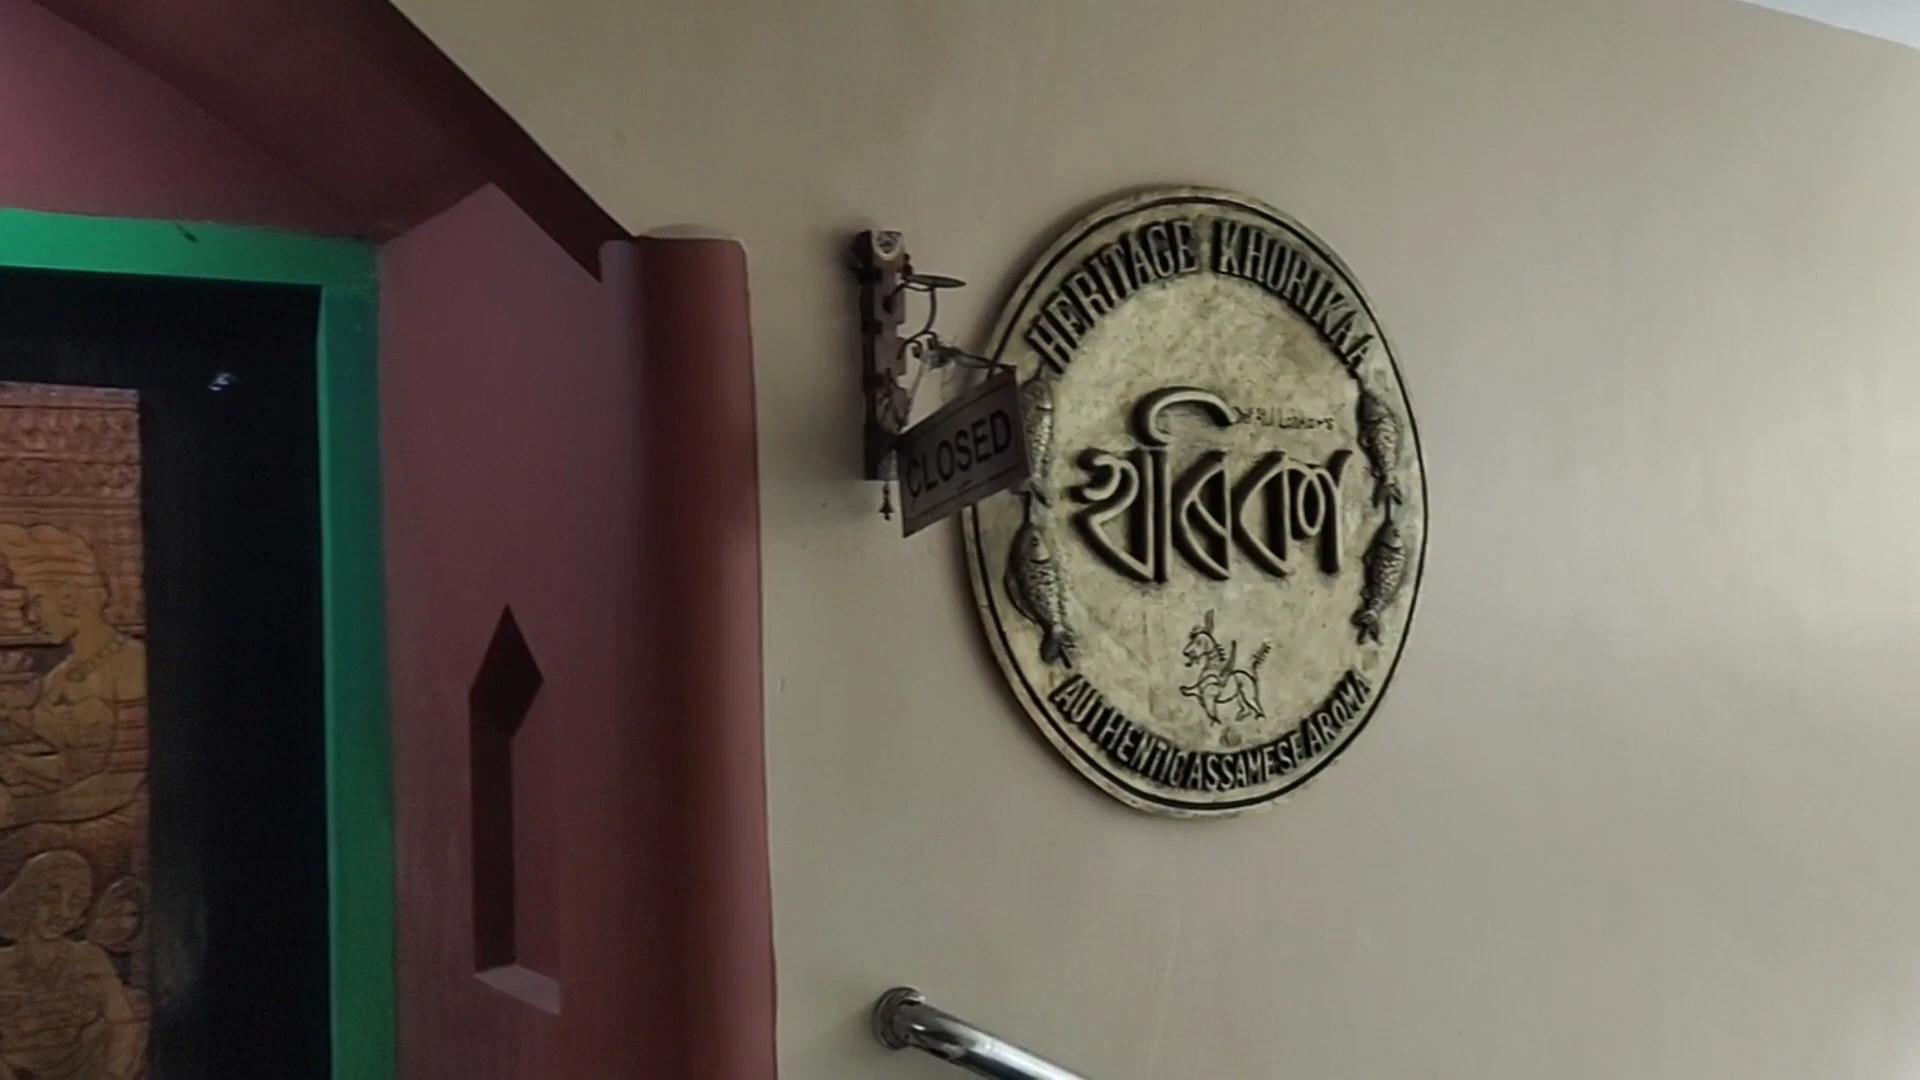 HERITAGE KHORIKAA
CLOSED
খৰিকা
AUTHENTIC ASSAMESE AROMA